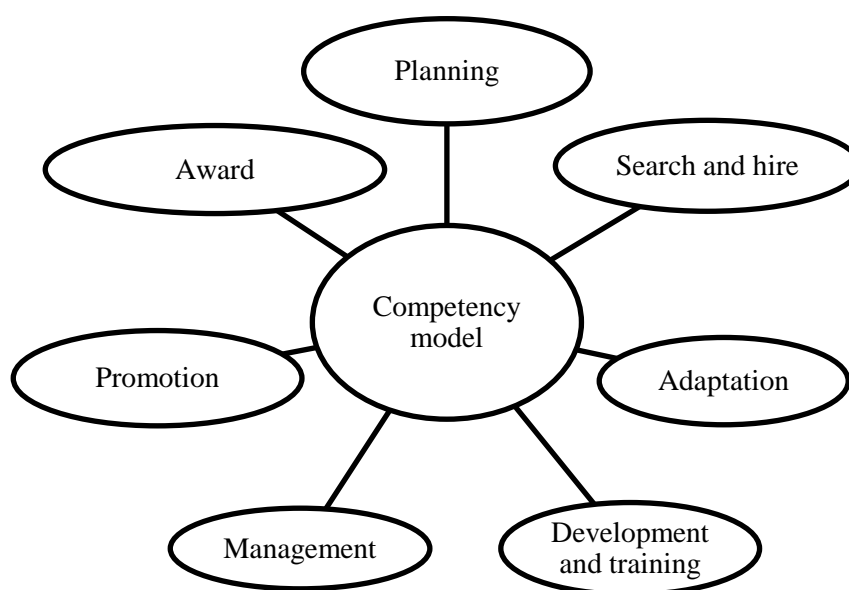 Planning
Award
Search and hire
Competency
model
Promotion
Adaptation
Management
Development
and training